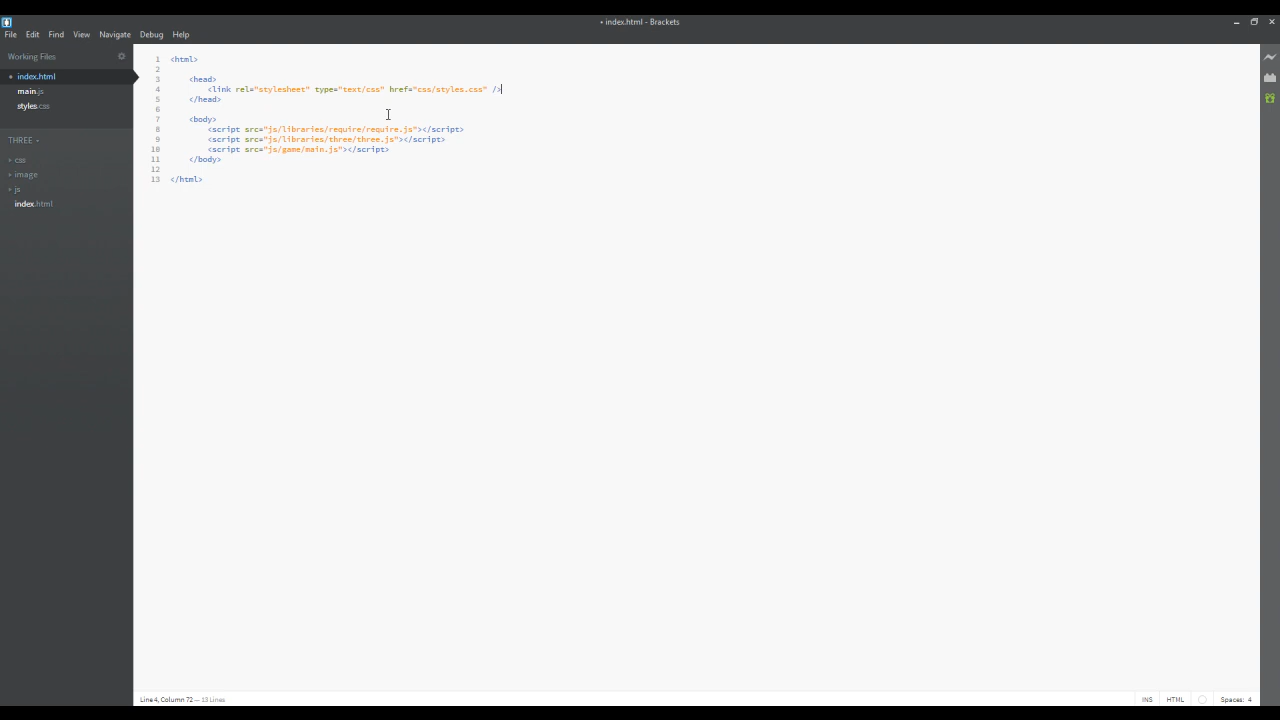 • index.html - Brackets
File Edit Find View Navigate Debug Help
Working Files
index.html
main.js
styles.css
THREE
css
image
js
index.html
1 <html>
2
3 <head>
4 <link rel="stylesheet" type="text/css" href="css/styles.css" />
5 </head>
6
7 <body>
8 <script src="js/libraries/require/require.js"></script>
9 <script src="js/libraries/three/three.js"></script>
10 <script src="js/game/main.js"></script>
11 </body>
12
13 </html>
Line 4, Column 72 — 13 Lines
INS HTML Spaces: 4